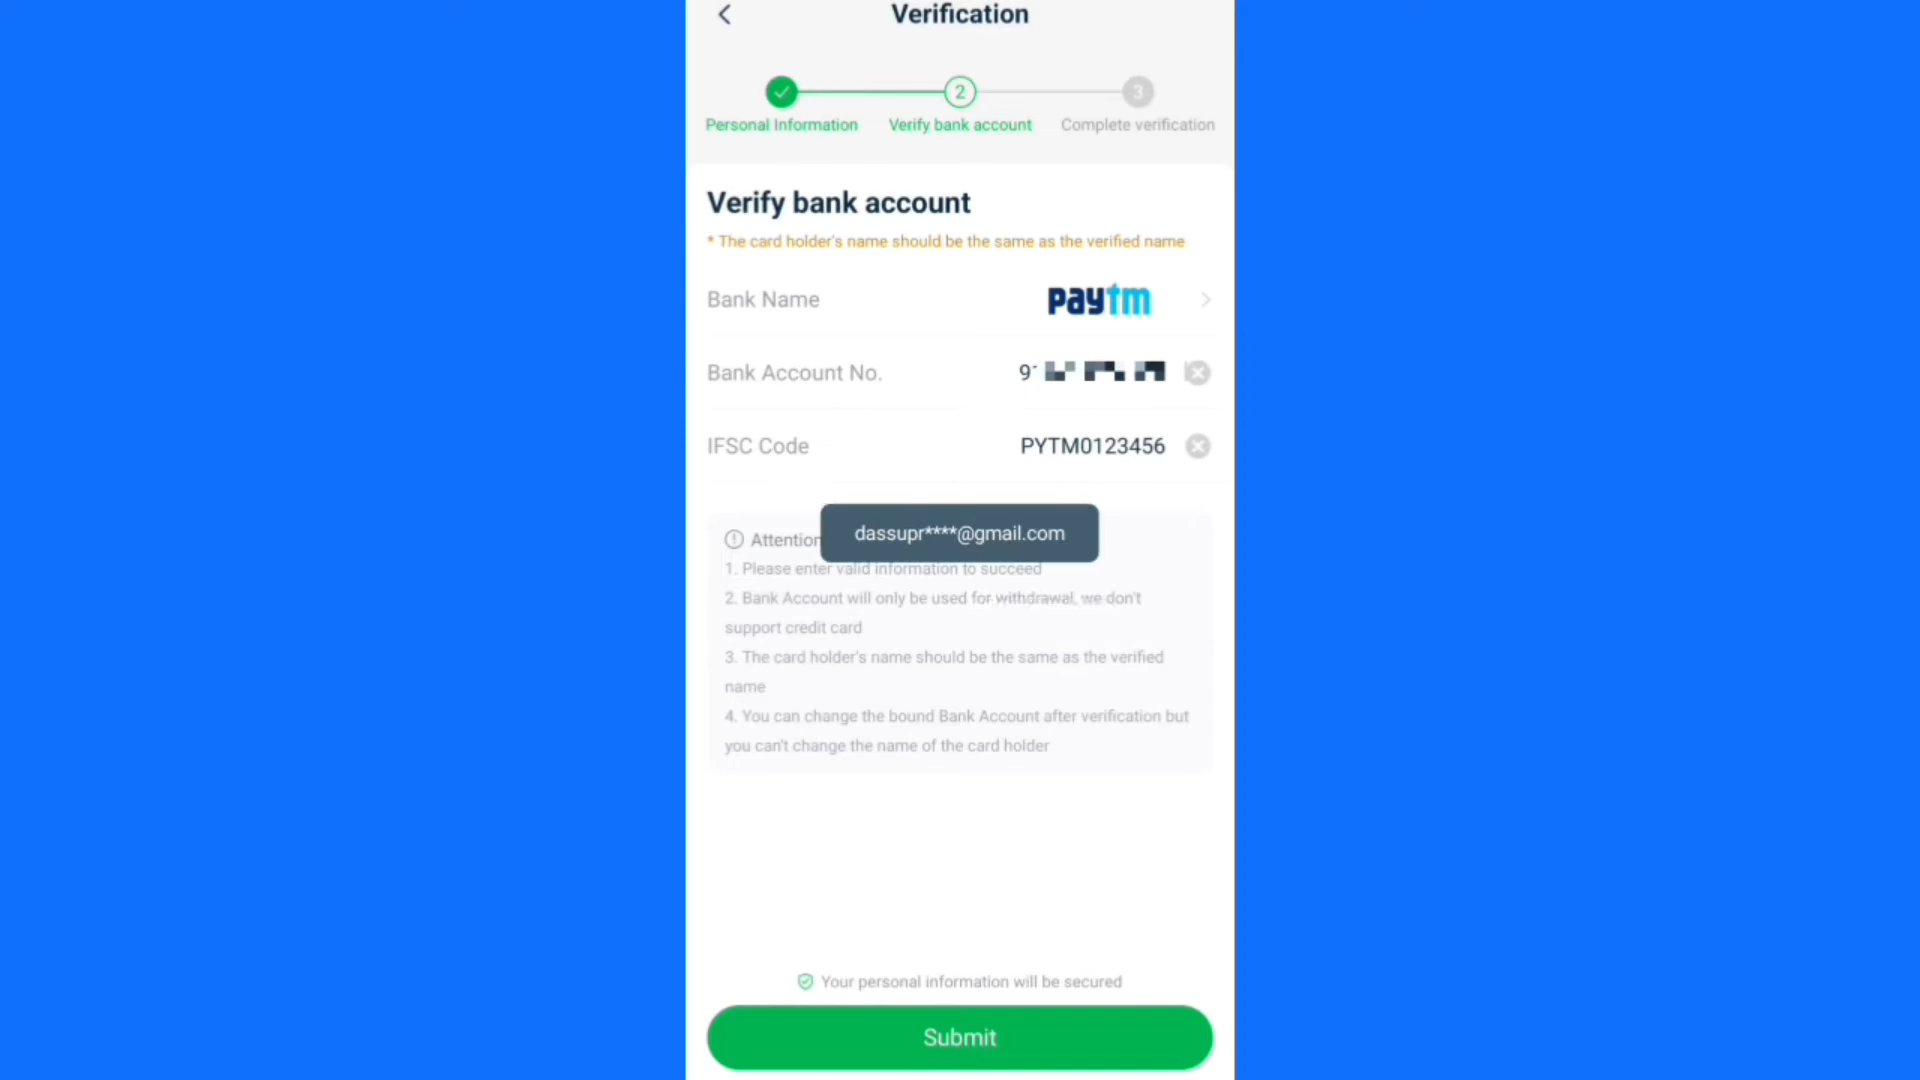 Verification
2
3
Personal Information
Verify bank account
Complete verification
Verify bank account
* The card holder's name should be the same as the verified name
Bank Name
paytm
Bank Account No.
IFSC Code
PYTM0123456
dassupr****@gmail.com
Attention
1. Please enter valid information to succeed
2. Bank Account will only be used for withdrawal, we don't
support credit card
3. The card holder's name should be the same as the verified
name
4. You can change the bound Bank Account after verification but
you can't change the name of the card holder
Your personal information will be secured
Submit